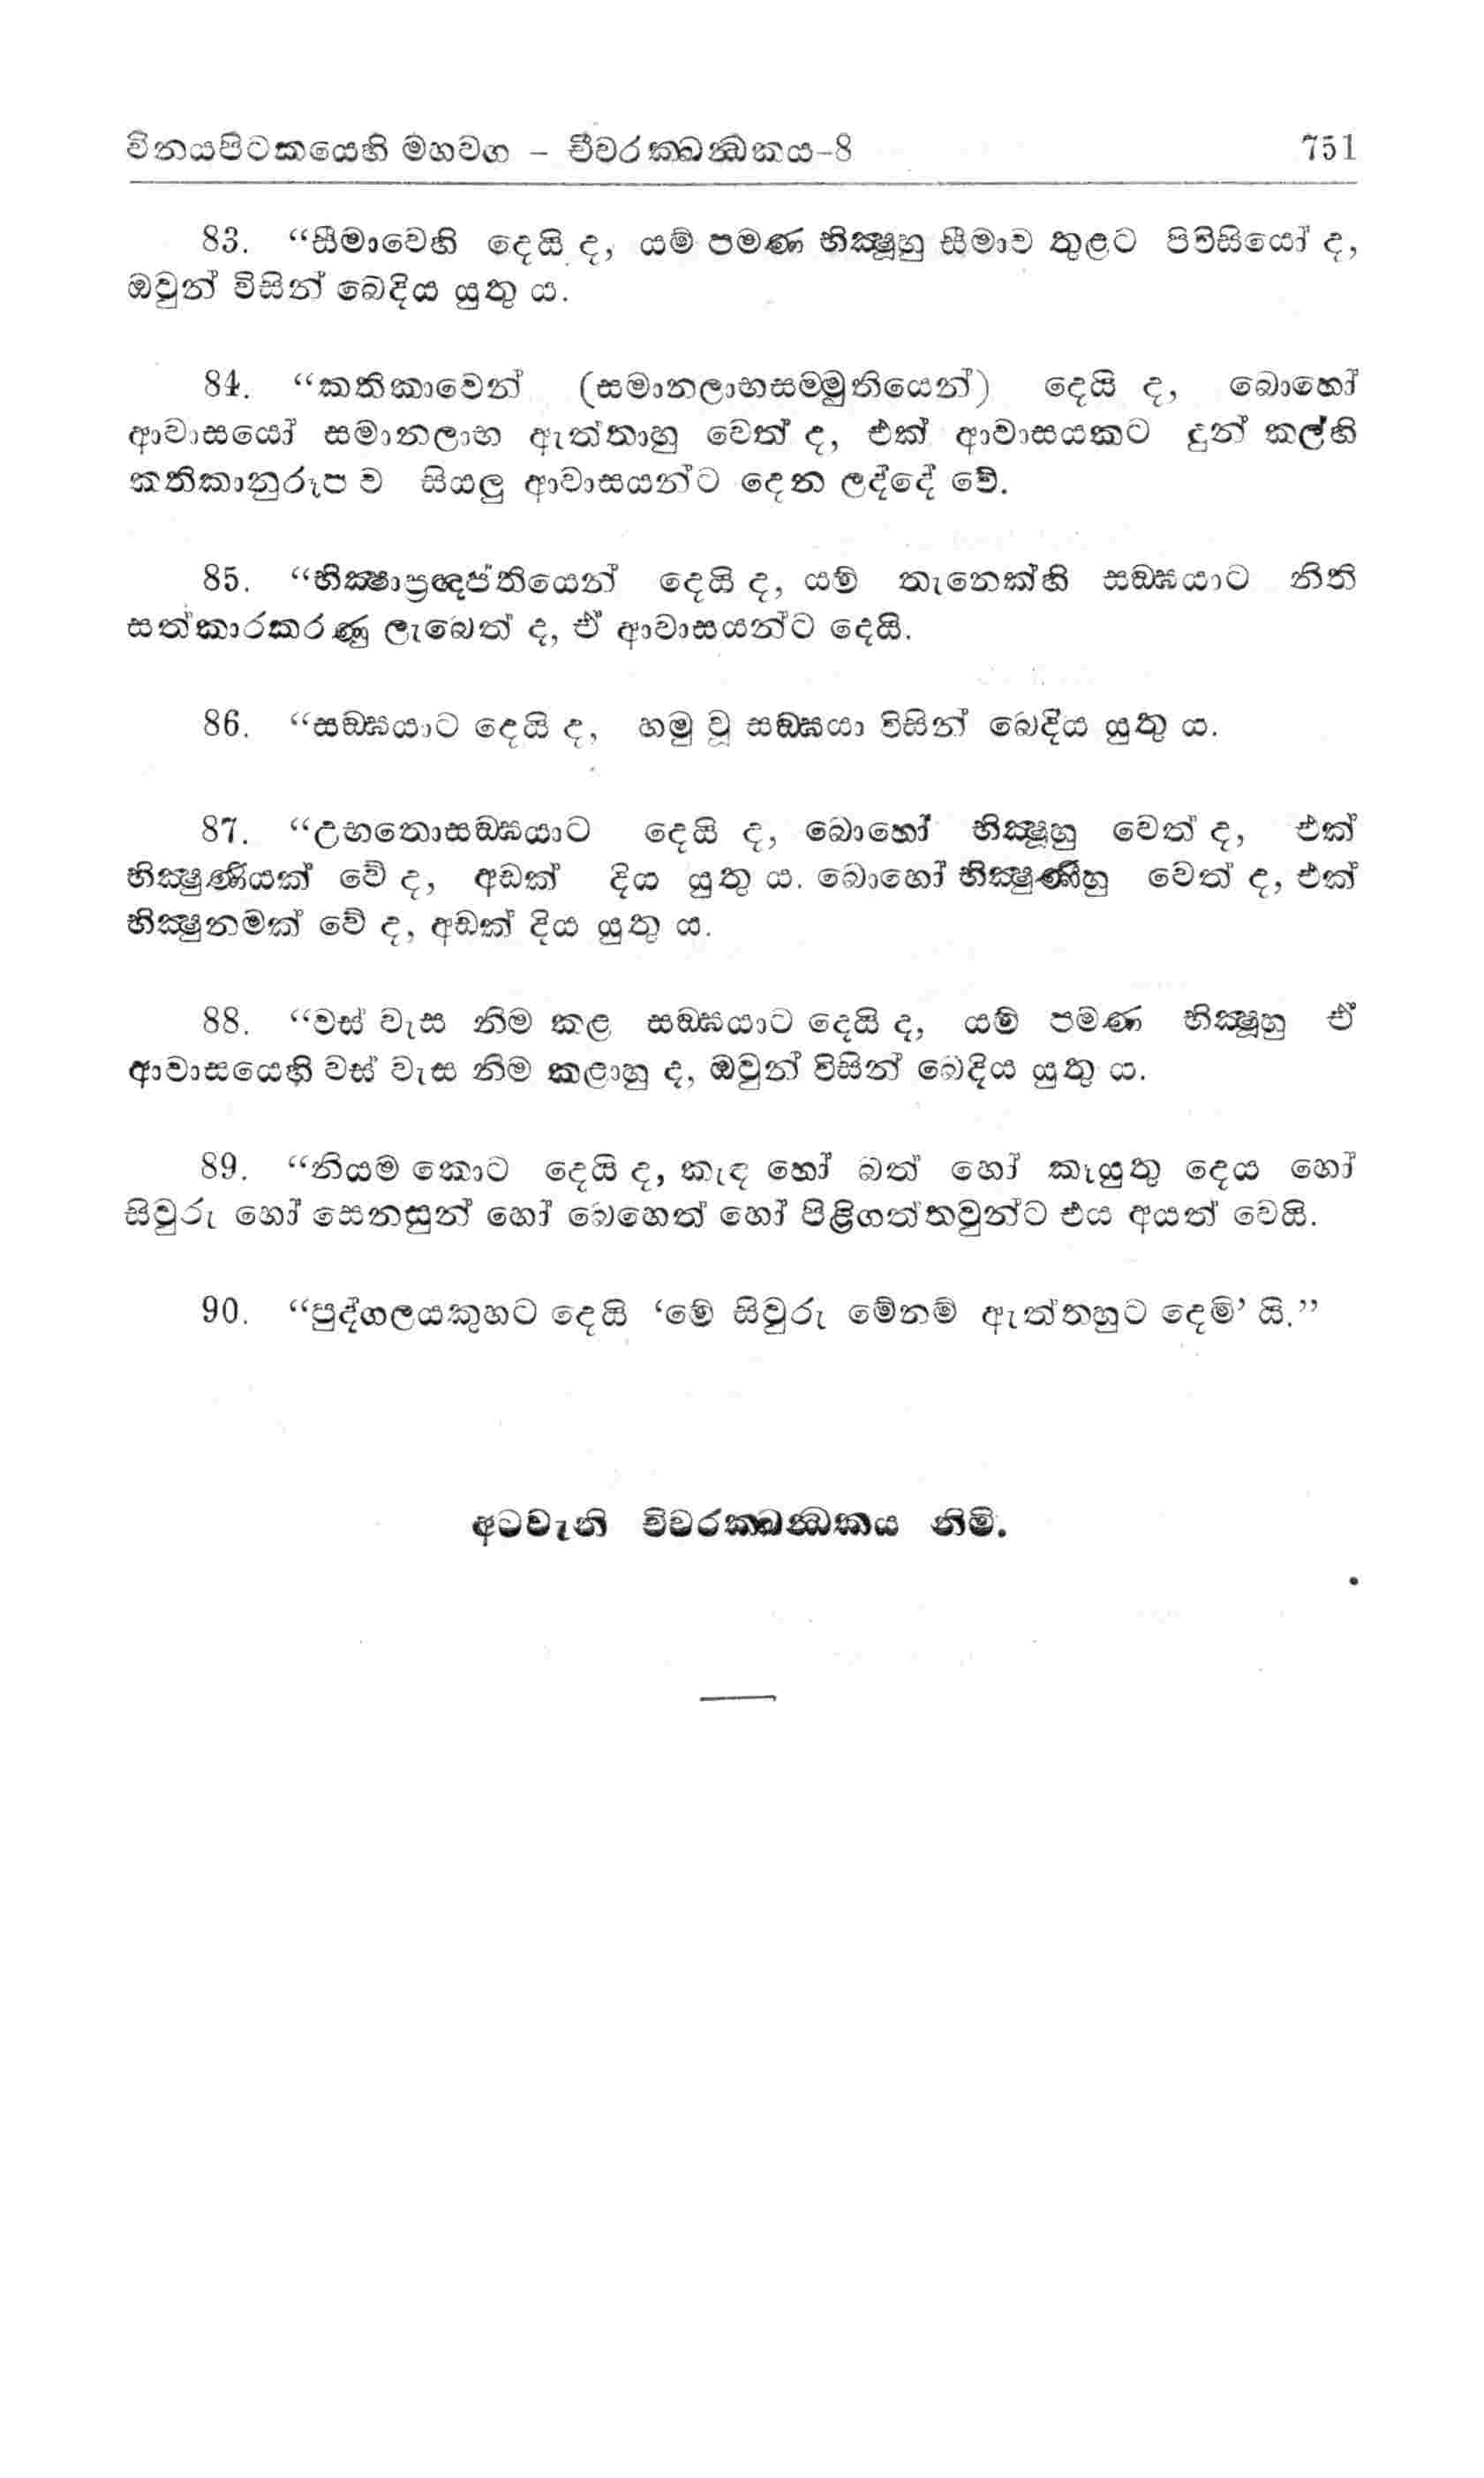 විනයපිටකයෙහි මහවග – චීවරක්‍ඛන්‍ධකය–8 751
83. “සීමාවෙහි දෙයි ද, යම් පමණ භික්‍ෂූහු සීමාව තුළට පිවිසියෝ ද,
ඔවුන් විසින් බෙදිය යුතු ය.
84. “කතිකාවෙන් (සමානලාභසම්මුතියෙන්) දෙයි ද, බොහෝ
ආවාසයෝ සමානලාභ ඇත්තාහු වෙත් ද, එක් ආවාසයකට දුන් කල්හි
කතිකානුරූප ව සියලු ආවාසයන්ට දෙන ලද්දේ වේ.
85. “භික්‍ෂාප්‍රඥප්තියෙන් දෙයි ද, යම් තැනෙක්හි සඞ්ඝයාට නිති
සත්කාරකරණු ලැබෙත් ද, ඒ ආවාසයන්ට දෙයි.
86. “සඞ්ඝයාට දෙයි ද, හමු වූ සඞ්ඝයා විසින් බෙදිය යුතු ය.
87. “උභතොසඞ්ඝයාට දෙයි ද, බොහෝ භික්‍ෂූහු වෙත් ද, එක්
භික්‍ෂුණියක් වේ ද, අඩක් දිය යුතු ය. බොහෝ භික්‍ෂුණීහු වෙත් ද, එක්
භික්‍ෂුනමක් වේ ද, අඩක් දිය යුතු ය.
88. “වස් වැස නිම කළ සඞ්ඝයාට දෙයි ද, යම් පමණ භික්‍ෂූහු ඒ
ආවාසයෙහි වස් වැස නිම කළාහු ද, ඔවුන් විසින් බෙදිය යුතු ය.
89. “නියම කොට දෙයි ද, කැඳ හෝ බත් හෝ කෑයුතු දෙය හෝ
සිවුරු හෝ සෙනසුන් හෝ බෙහෙත් හෝ පිළිගත්තවුන්ට එය අයත් වෙයි.
90. “පුද්ගලයකුහට දෙයි ‘මේ සිවුරු මේනම් ඇත්තහුට දෙමි’ යි.”
අටවැනි චීවරක්‍ඛන්‍ධකය නිමි.